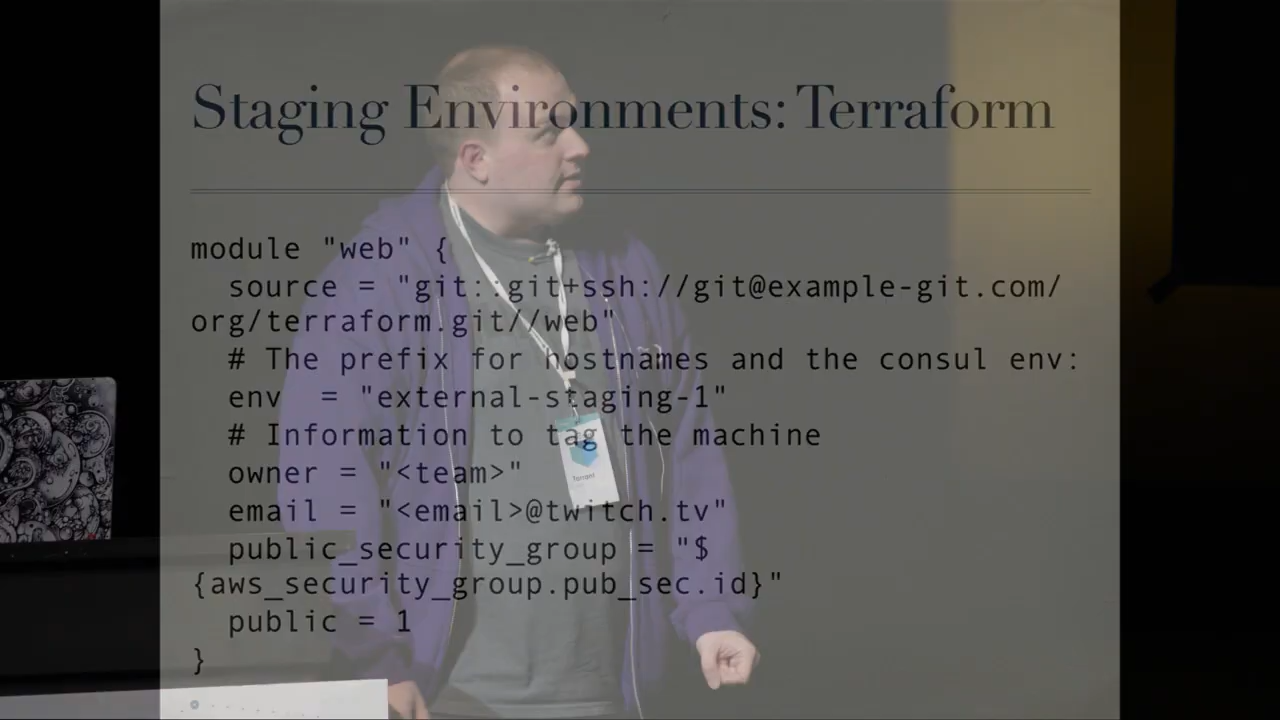 Staging Environments: Terraform
module "web" {
source = "git::git+ssh://git@example-git.com/
org/terraform.git//web"
# The prefix for hostnames and the consul env:
env = "external-staging-1"
# Information to tag the machine
owner = "<team>"
email = "<email>@twitch.tv"
public_security_group = "$
{aws_security_group.pub_sec.id}"
public = 1
}